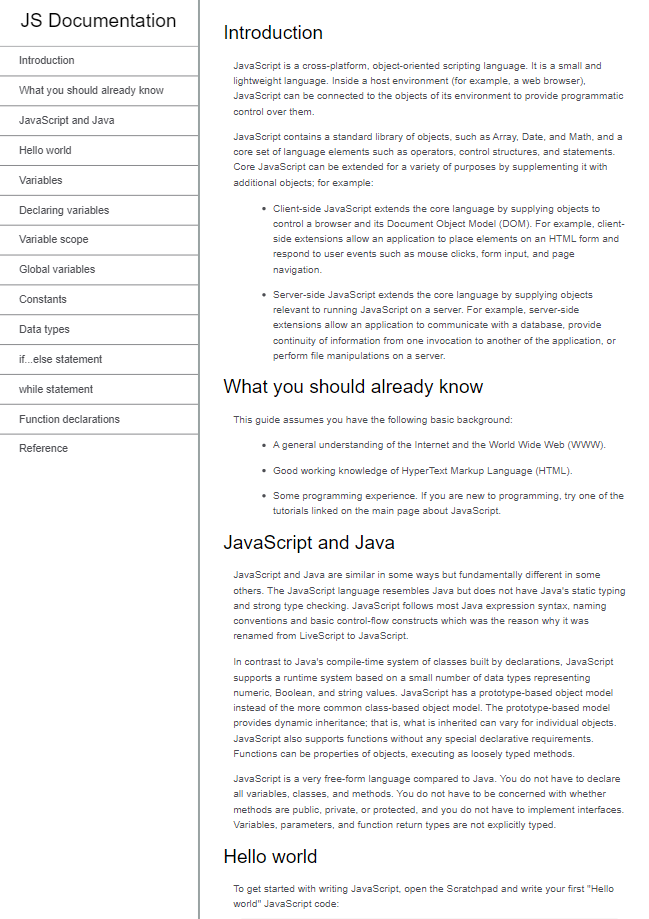 JS Documentation
Introduction
What you should already know
JavaScript and Java
Hello world
Variables
Declaring variables
Variable scope
Global variables
Constants
Data types
if...else statement
while statement
Function declarations
Reference
Introduction
JavaScript is a cross-platform, object-oriented scripting language. It is a small and
lightweight language. Inside a host environment (for example, a web browser),
JavaScript can be connected to the objects of its environment to provide programmatic
control over them.
JavaScript contains a standard library of objects, such as Array, Date, and Math, and a
core set of language elements such as operators, control structures, and statements.
Core JavaScript can be extended for a variety of purposes by supplementing it with
additional objects; for example:
• Client-side JavaScript extends the core language by supplying objects to
control a browser and its Document Object Model (DOM). For example, client-
side extensions allow an application to place elements on an HTML form and
respond to user events such as mouse clicks, form input, and page
navigation.
• Server-side JavaScript extends the core language by supplying objects
relevant to running JavaScript on a server. For example, server-side
extensions allow an application to communicate with a database, provide
continuity of information from one invocation to another of the application, or
perform file manipulations on a server.
What you should already know
This guide assumes you have the following basic background:
• A general understanding of the Internet and the World Wide Web (WWW).
• Good working knowledge of HyperText Markup Language (HTML).
• Some programming experience. If you are new to programming, try one of the
tutorials linked on the main page about JavaScript.
JavaScript and Java
JavaScript and Java are similar in some ways but fundamentally different in some
others. The JavaScript language resembles Java but does not have Java's static typing
and strong type checking. JavaScript follows most Java expression syntax, naming
conventions and basic control-flow constructs which was the reason why it was
renamed from LiveScript to JavaScript.
In contrast to Java's compile-time system of classes built by declarations, JavaScript
supports a runtime system based on a small number of data types representing
numeric, Boolean, and string values. JavaScript has a prototype-based object model
instead of the more common class-based object model. The prototype-based model
provides dynamic inheritance; that is, what is inherited can vary for individual objects.
JavaScript also supports functions without any special declarative requirements.
Functions can be properties of objects, executing as loosely typed methods.
JavaScript is a very free-form language compared to Java. You do not have to declare
all variables, classes, and methods. You do not have to be concerned with whether
methods are public, private, or protected, and you do not have to implement interfaces.
Variables, parameters, and function return types are not explicitly typed.
Hello world
To get started with writing JavaScript, open the Scratchpad and write your first "Hello
world" JavaScript code: